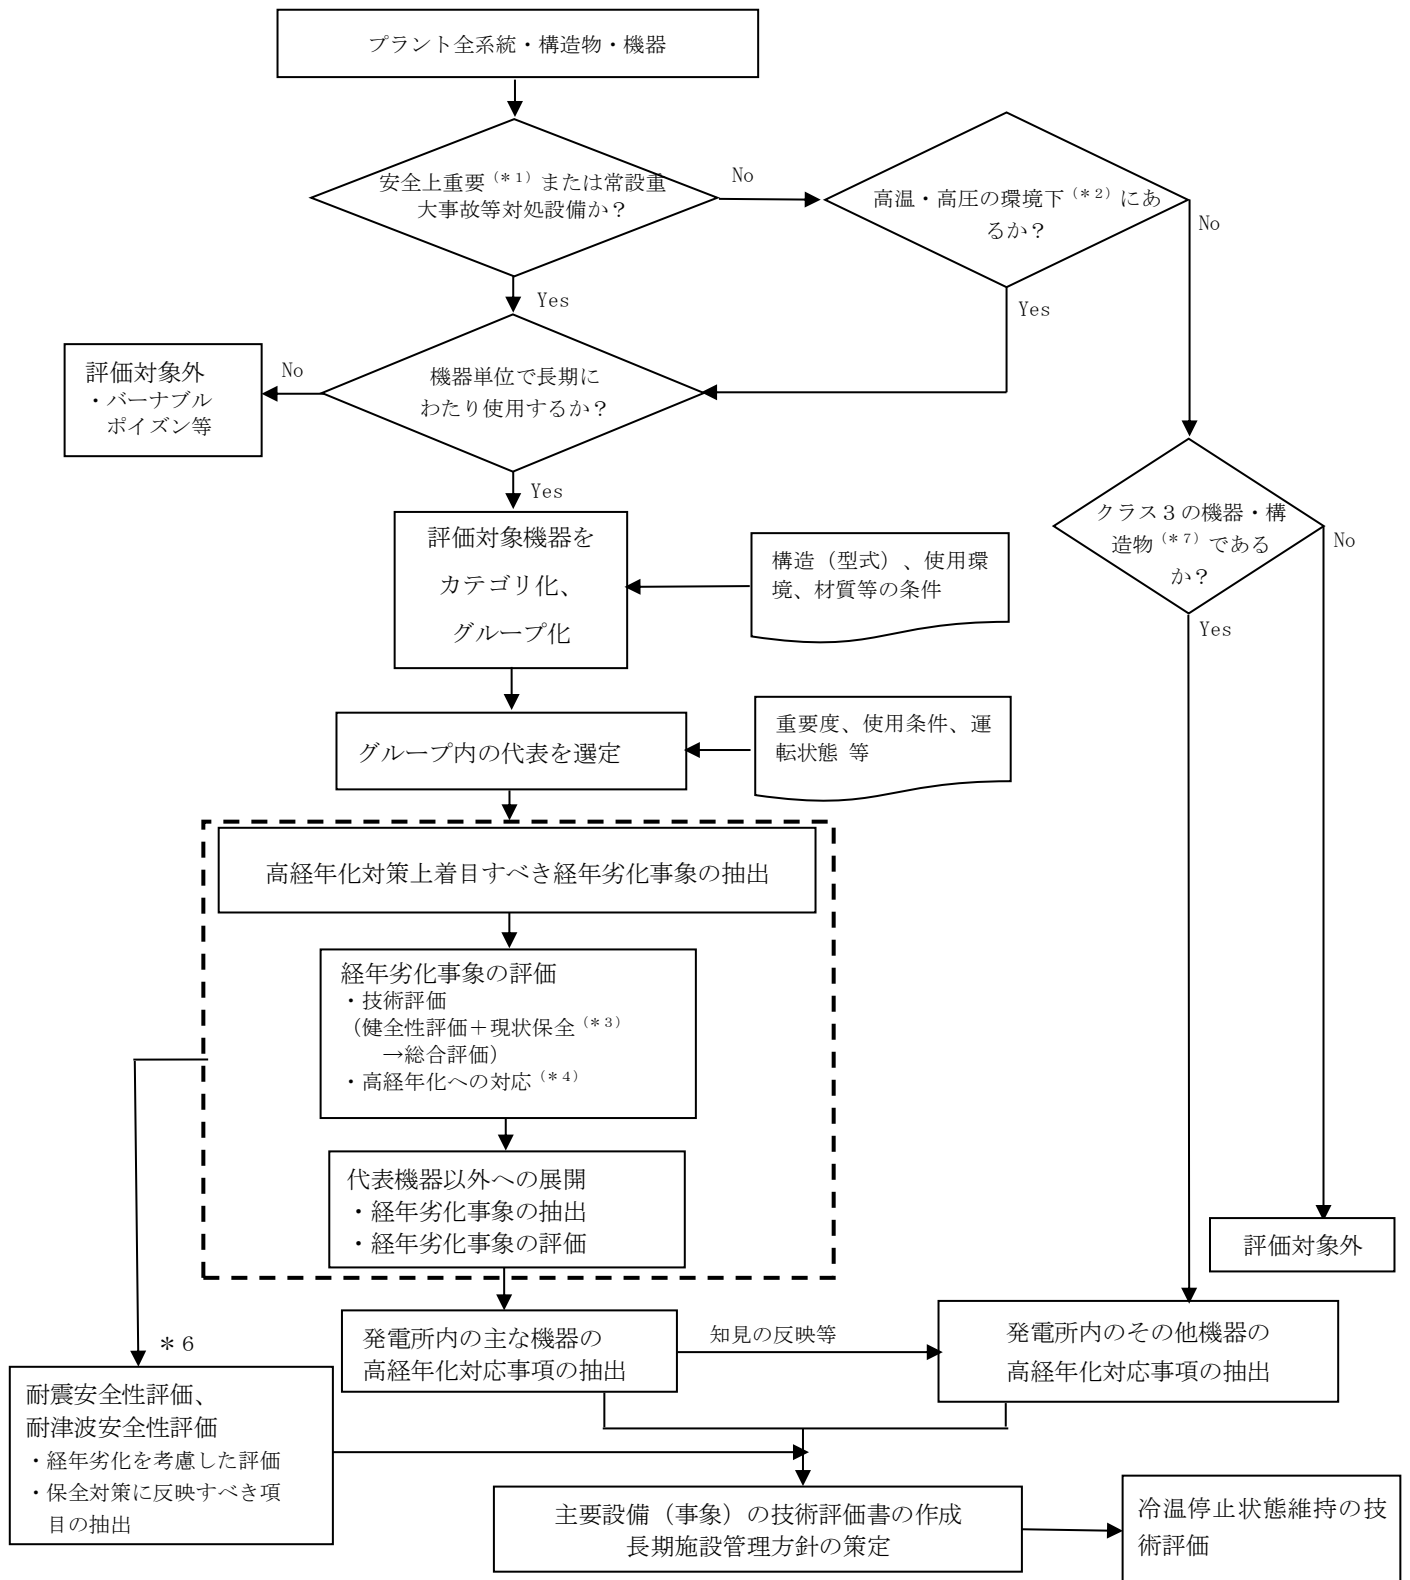 プラント全系統・構造物・機器
安全上重要(＊1)または常設重
大事故等対処設備か？
No
高温・高圧の環境下(＊2)にあ
るか？
No
Yes
Yes
評価対象外
・バーナブル
ポイズン等
No
機器単位で長期に
わたり使用するか？
Yes
評価対象機器を
カテゴリ化、
グループ化
構造（型式）、使用環
境、材質等の条件
クラス３の機器・構
造物(＊7)である
か？
No
Yes
グループ内の代表を選定
重要度、使用条件、運
転状態 等
高経年化対策上着目すべき経年劣化事象の抽出
経年劣化事象の評価
・技術評価
（健全性評価＋現状保全(＊3)
→総合評価）
・高経年化への対応(＊4)
代表機器以外への展開
・経年劣化事象の抽出
・経年劣化事象の評価
評価対象外
発電所内の主な機器の
高経年化対応事項の抽出
知見の反映等
発電所内のその他機器の
高経年化対応事項の抽出
＊６
耐震安全性評価、
耐津波安全性評価
・経年劣化を考慮した評価
・保全対策に反映すべき項
目の抽出
主要設備（事象）の技術評価書の作成
長期施設管理方針の策定
冷温停止状態維持の技
術評価